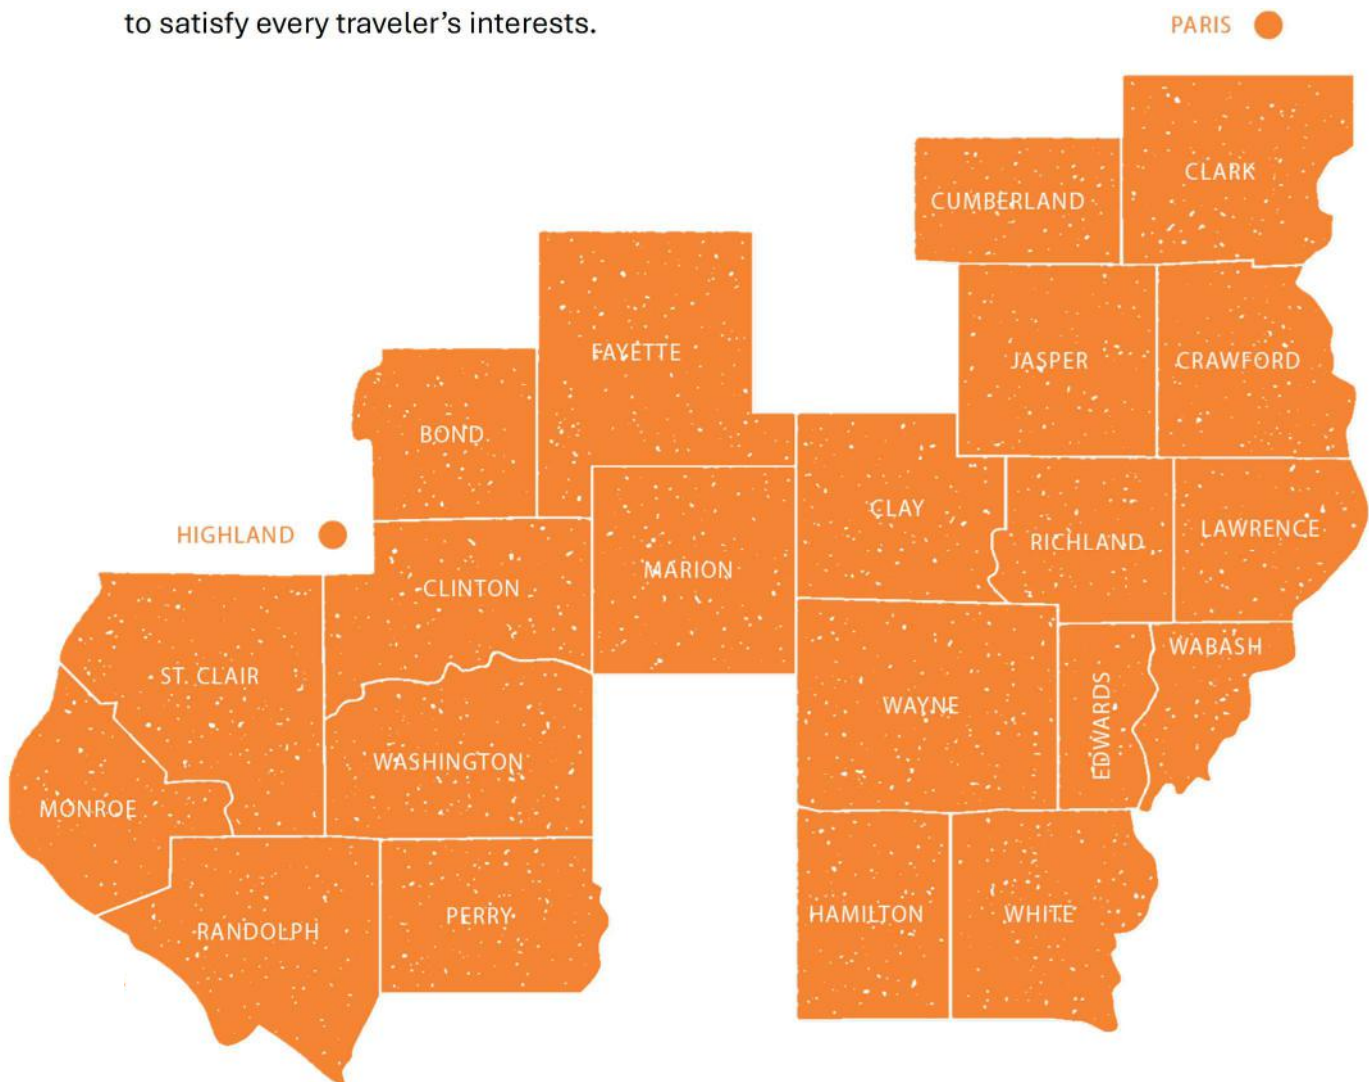 to satisfy every traveler’s interests.
PARIS
CLARK
CUMBERLAND
FAYETTE
JASPER
CRAWFORD
BOND
CLAY
HIGHLAND
RICHLAND
LAWRENCE
MARION
CLINTON
WABASH
ST. CLAIR
WAYNE
EDWARDS
WASHINGTON
MONROE
HAMILTON
WHITE
PERRY
RANDOLPH